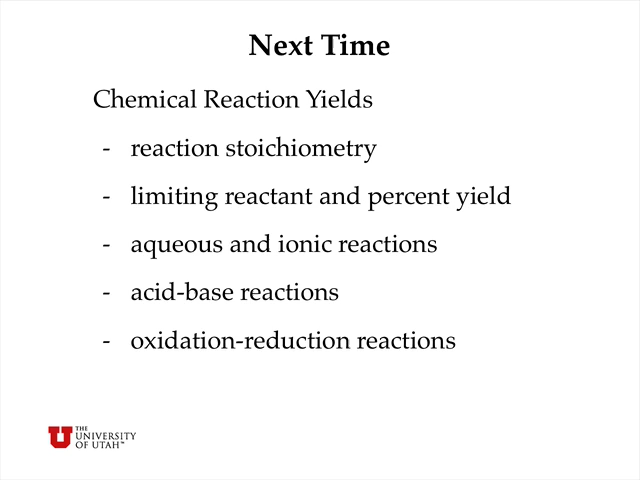 Next Time
Chemical Reaction Yields
- reaction stoichiometry
- limiting reactant and percent yield
- aqueous and ionic reactions
- acid-base reactions
- oxidation-reduction reactions
U THE
UNIVERSITY
OF UTAH™